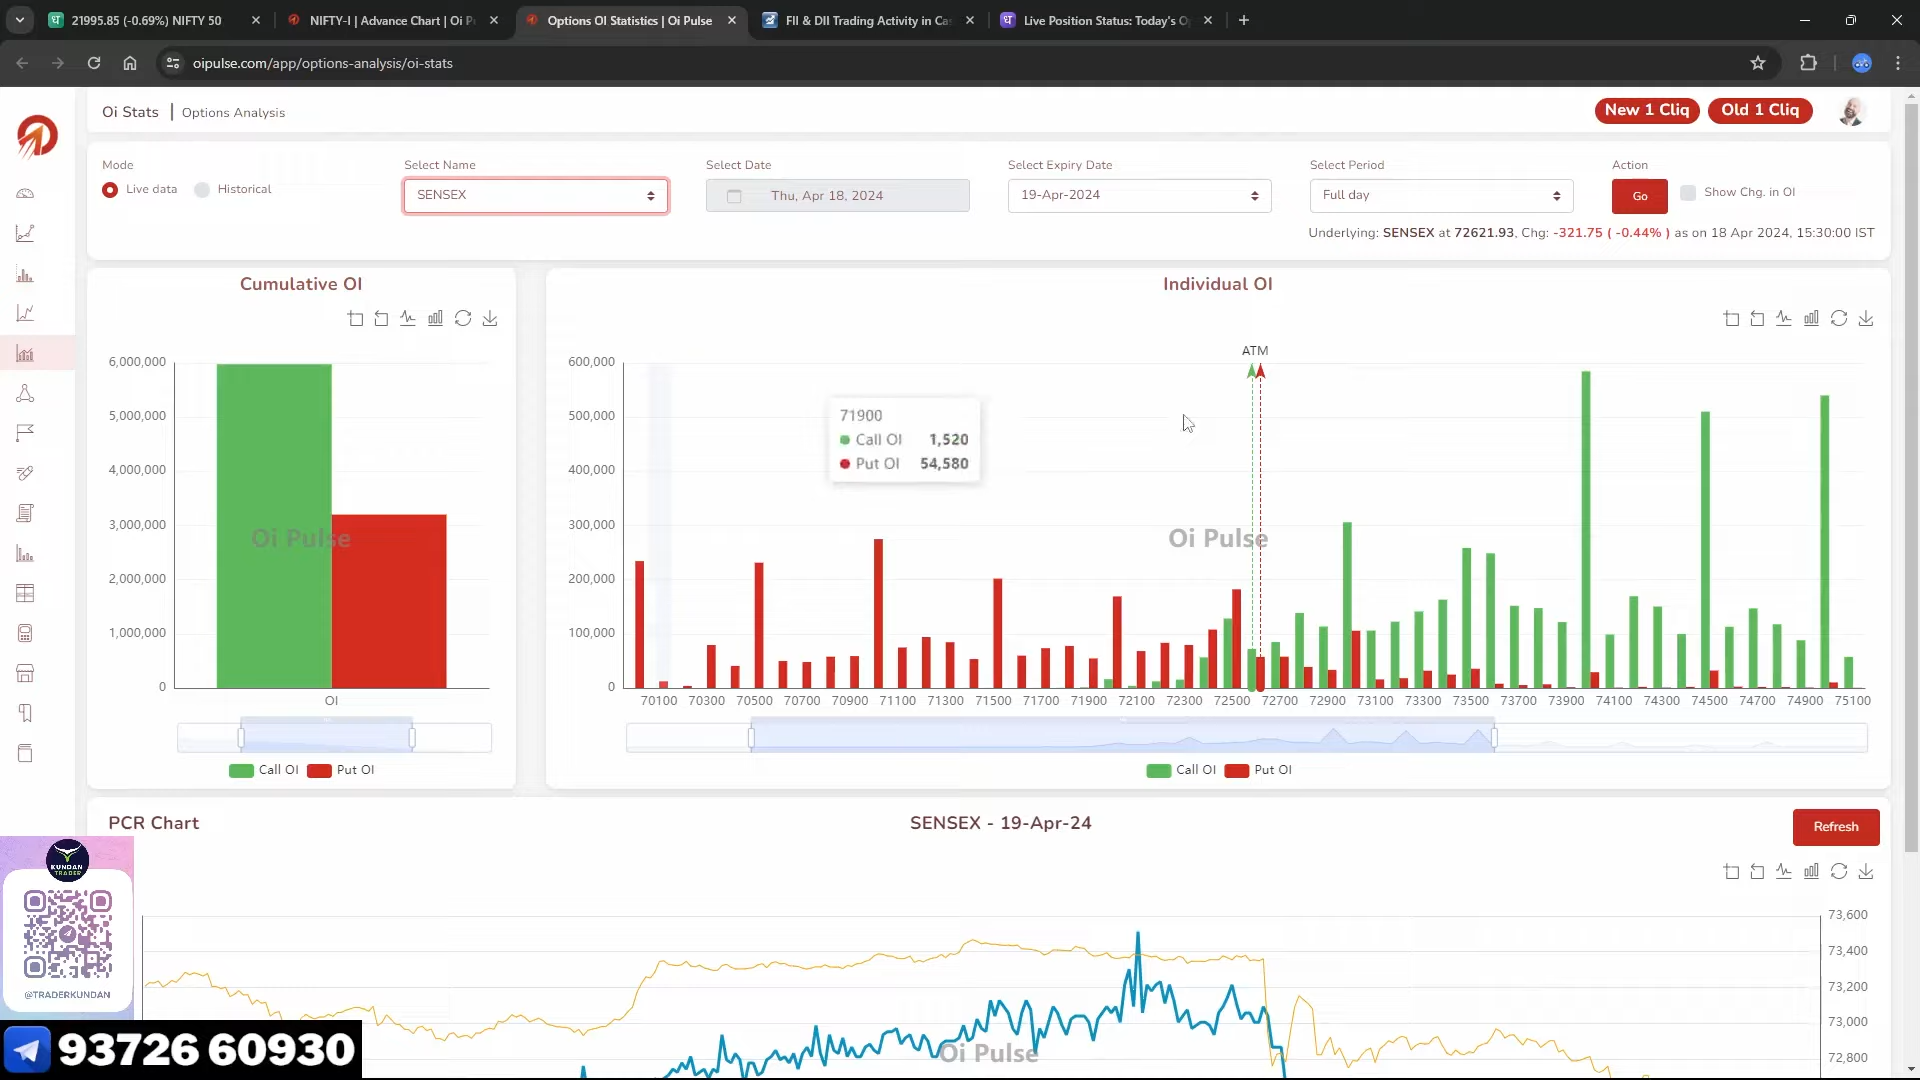 21995.85 (-0.69%) NIFTY 50
NIFTY-I | Advance Chart | Oi P
Options OI Statistics | Oi Pulse
FII & DII Trading Activity in Ca
Live Position Status: Today's O
oipulse.com/app/options-analysis/oi-stats
Oi Stats | Options Analysis
New 1 Cliq
Old 1 Cliq
Mode
Live data
Historical
Select Name
SENSEX
Select Date
Thu, Apr 18, 2024
Select Expiry Date
19-Apr-2024
Select Period
Full day
Action
Go
Show Chg. in OI
Underlying: SENSEX at 72621.93, Chg: -321.75 ( -0.44% ) as on 18 Apr 2024, 15:30:00 IST
Cumulative OI
6,000,000
5,000,000
4,000,000
3,000,000
2,000,000
1,000,000
0
Oi Pulse
OI
Call OI
Put OI
Individual OI
ATM
600,000
500,000
400,000
300,000
200,000
100,000
0
71900
Call OI 1,520
Put OI 54,580
Oi Pulse
70100 70300 70500 70700 70900 71100 71300 71500 71700 71900 72100 72300 72500 72700 72900 73100 73300 73500 73700 73900 74100 74300 74500 74700 74900 75100
Call OI
Put OI
PCR Chart
SENSEX - 19-Apr-24
Refresh
73,600
73,400
73,200
73,000
72,800
Oi Pulse
KUNDAN
TRADER
@TRADERKUNDAN
93726 60930